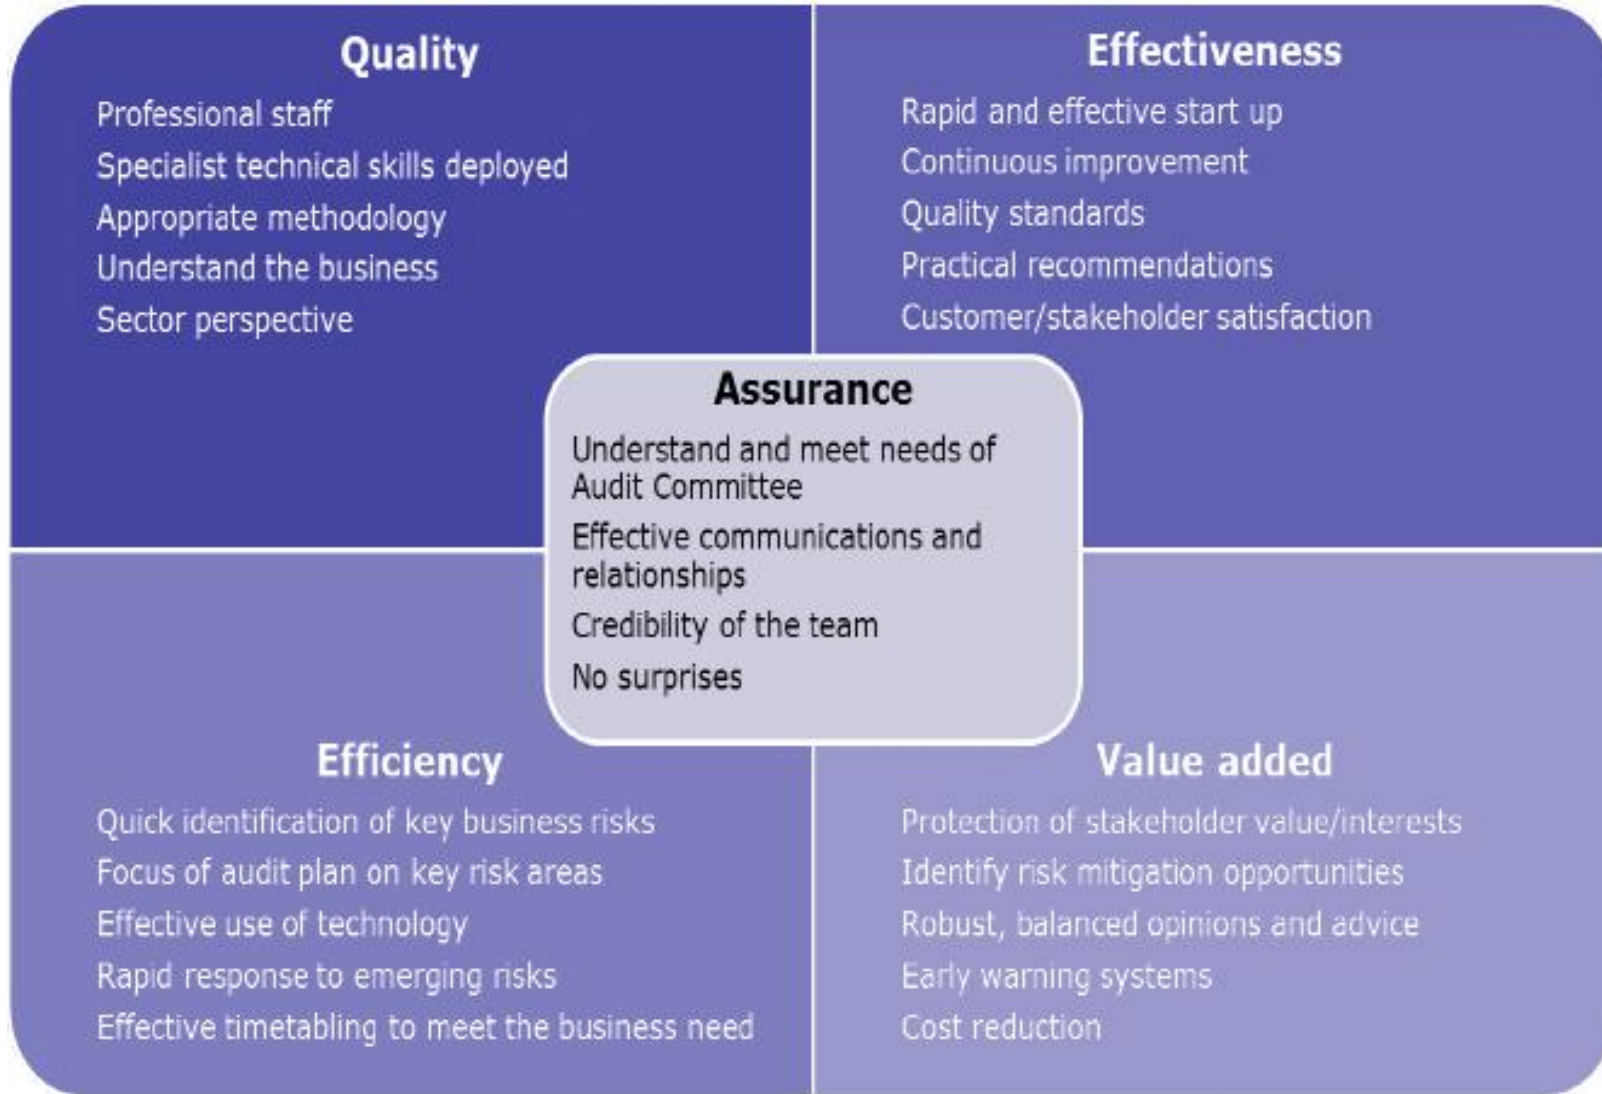 Quality
Professional staff
Specialist technical skills deployed
Appropriate methodology
Understand the business
Sector perspective
Effectiveness
Rapid and effective start up
Continuous improvement
Quality standards
Practical recommendations
Customer/stakeholder satisfaction
Assurance
Understand and meet needs of
Audit Committee
Effective communications and
relationships
Credibility of the team
No surprises
Efficiency
Quick identification of key business risks
Focus of audit plan on key risk areas
Effective use of technology
Rapid response to emerging risks
Effective timetabling to meet the business need
Value added
Protection of stakeholder value/interests
Identify risk mitigation opportunities
Robust, balanced opinions and advice
Early warning systems
Cost reduction